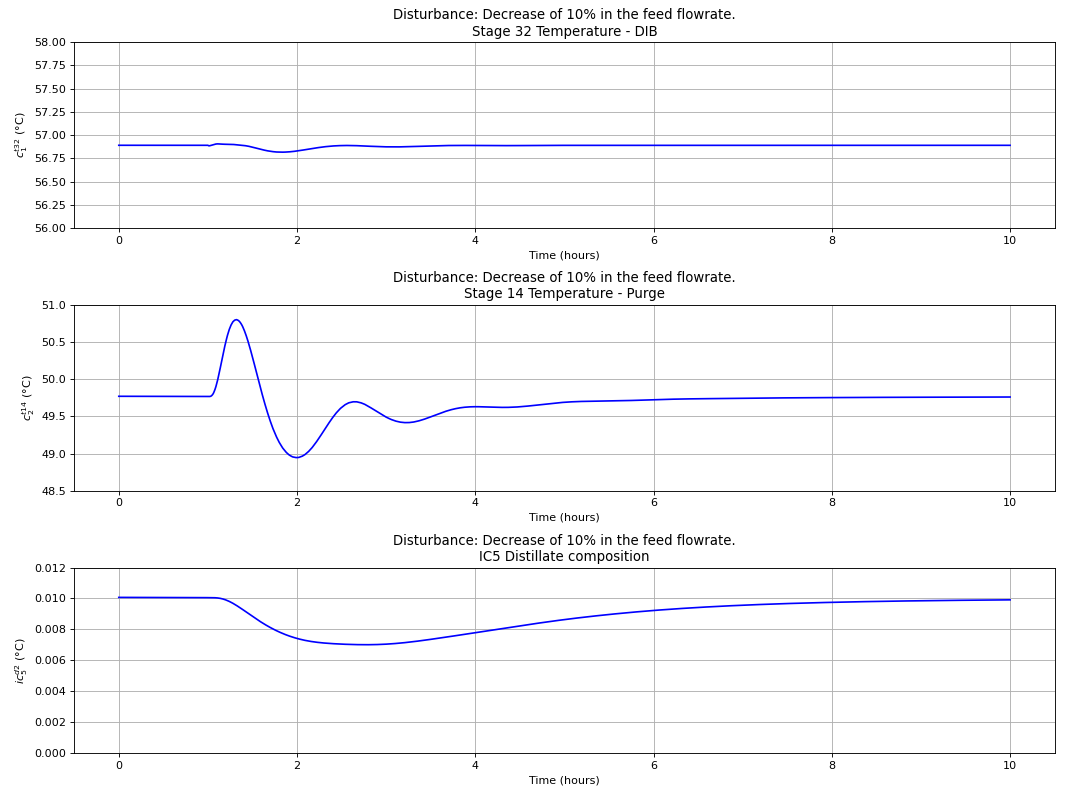 Disturbance: Decrease of 10% in the feed flowrate.
Stage 32 Temperature - DIB
58.00
57.75
57.50
57.25
57.00
56.75
56.50
56.25
56.00
c₁ᵗ³² (°C)
0 2 4 6 8 10
Time (hours)
Disturbance: Decrease of 10% in the feed flowrate.
Stage 14 Temperature - Purge
51.0
50.5
50.0
49.5
49.0
48.5
c₂ᵗ¹⁴ (°C)
0 2 4 6 8 10
Time (hours)
Disturbance: Decrease of 10% in the feed flowrate.
IC5 Distillate composition
0.012
0.010
0.008
0.006
0.004
0.002
0.000
ic₅ᵈ² (°C)
0 2 4 6 8 10
Time (hours)